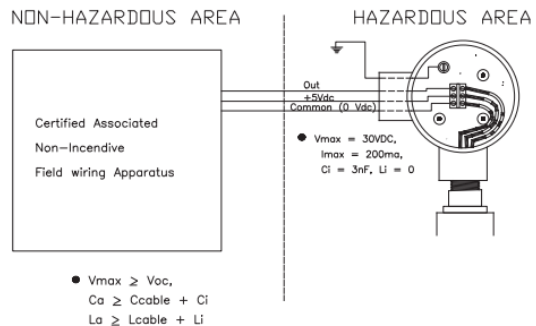 NON-HAZARDOUS AREA
HAZARDOUS AREA
Out
+5Vdc
Common (0 Vdc)
Certified Associated
Non-Incendive
Field wiring Apparatus
● Vmax = 30VDC,
Imax = 200ma,
Ci = 3nF, Li = 0
● Vmax ≥ Voc,
Ca ≥ Ccable + Ci
La ≥ Lcable + Li